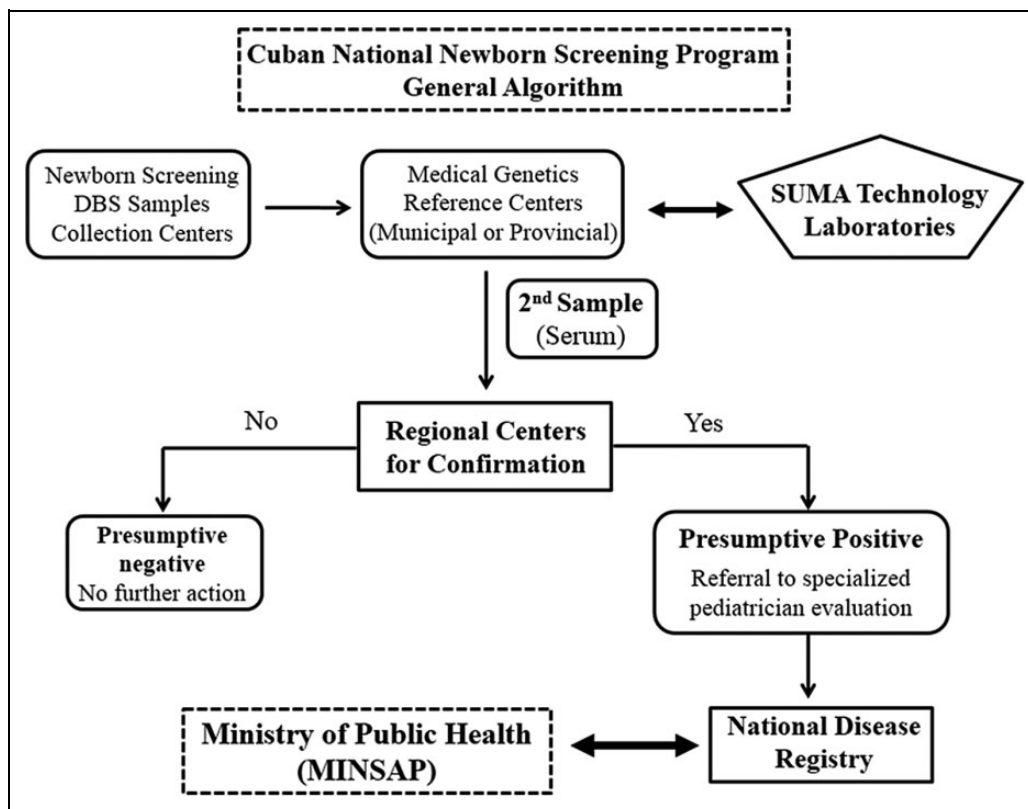 Cuban National Newborn Screening Program
General Algorithm
Newborn Screening
DBS Samples
Collection Centers
Medical Genetics
Reference Centers
(Municipal or Provincial)
SUMA Technology
Laboratories
2nd Sample
(Serum)
No
Regional Centers
for Confirmation
Yes
Presumptive
negative
No further action
Presumptive Positive
Referral to specialized
pediatrician evaluation
Ministry of Public Health
(MINSAP)
National Disease
Registry